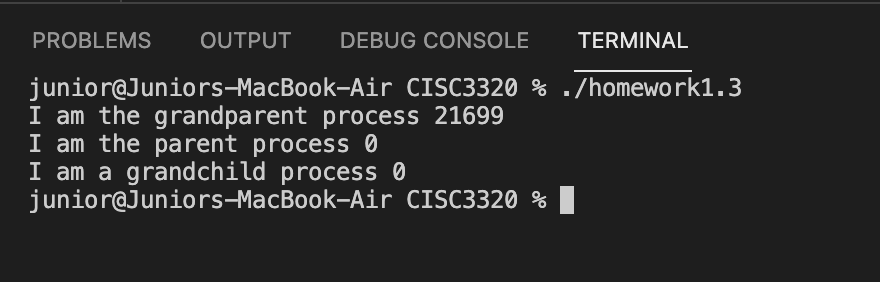 PROBLEMS OUTPUT DEBUG CONSOLE TERMINAL
junior@Juniors-MacBook-Air CISC3320 % ./homework1.3
I am the grandparent process 21699
I am the parent process 0
I am a grandchild process 0
junior@Juniors-MacBook-Air CISC3320 %